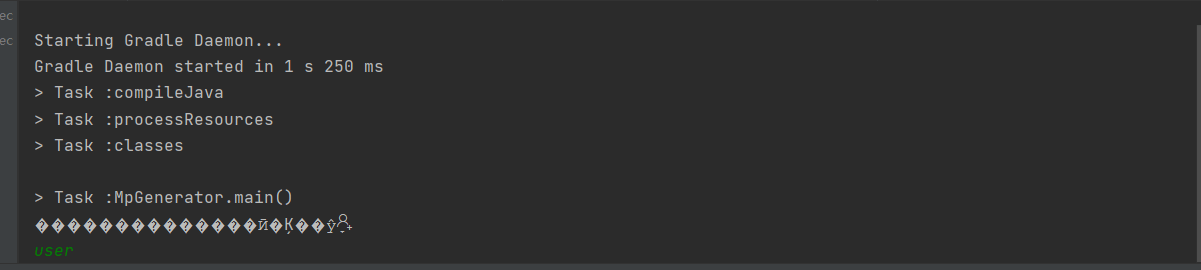 ec
Starting Gradle Daemon...
ec
Gradle Daemon started in 1 s 250 ms
> Task :compileJava
> Task :processResources
> Task :classes
> Task :MpGenerator.main()
user